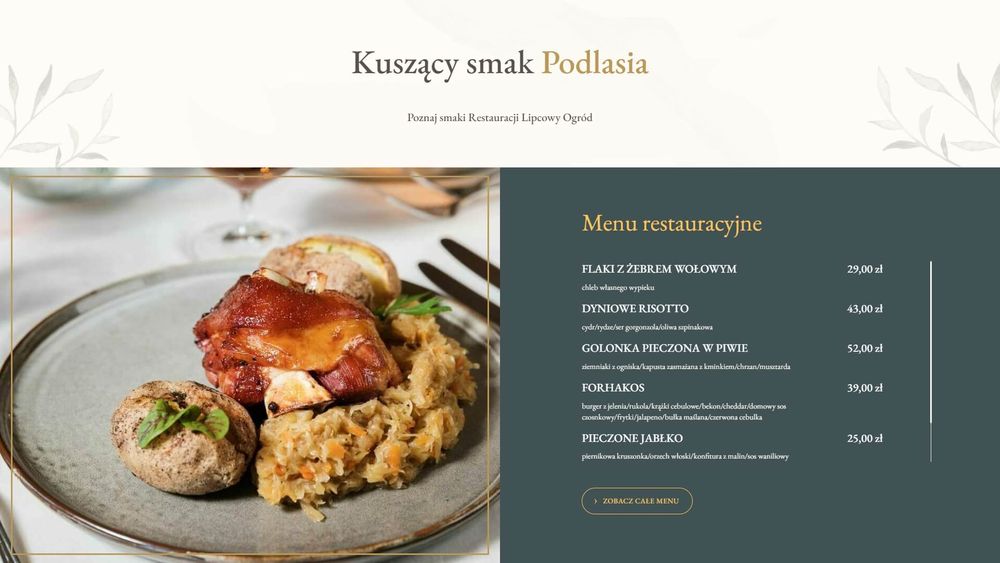 Kuszący smak Podlasia
Poznaj smaki Restauracji Lipcowy Ogród
Menu restauracyjne
FLAKI Z ŻEBREM WOŁOWYM 29,00 zł
chleb własnego wypieku
DYNIOWE RISOTTO 43,00 zł
cydr/rydze/ser gorgonzola/oliwa szpinakowa
GOLONKA PIECZONA W PIWIE 52,00 zł
ziemniaki z ogniska/kapusta zasmażana z kminkiem/chrzan/musztarda
FORHAKOS 39,00 zł
burger z jelenia/rukola/krążki cebulowe/bekon/cheddar/domowy sos
czosnkowy/frytki/jalapeno/bułka maślana/czerwona cebulka
PIECZONE JABŁKO 25,00 zł
piernikowa kruszonka/orzech włoski/konfitura z malin/sos waniliowy
› ZOBACZ CAŁE MENU